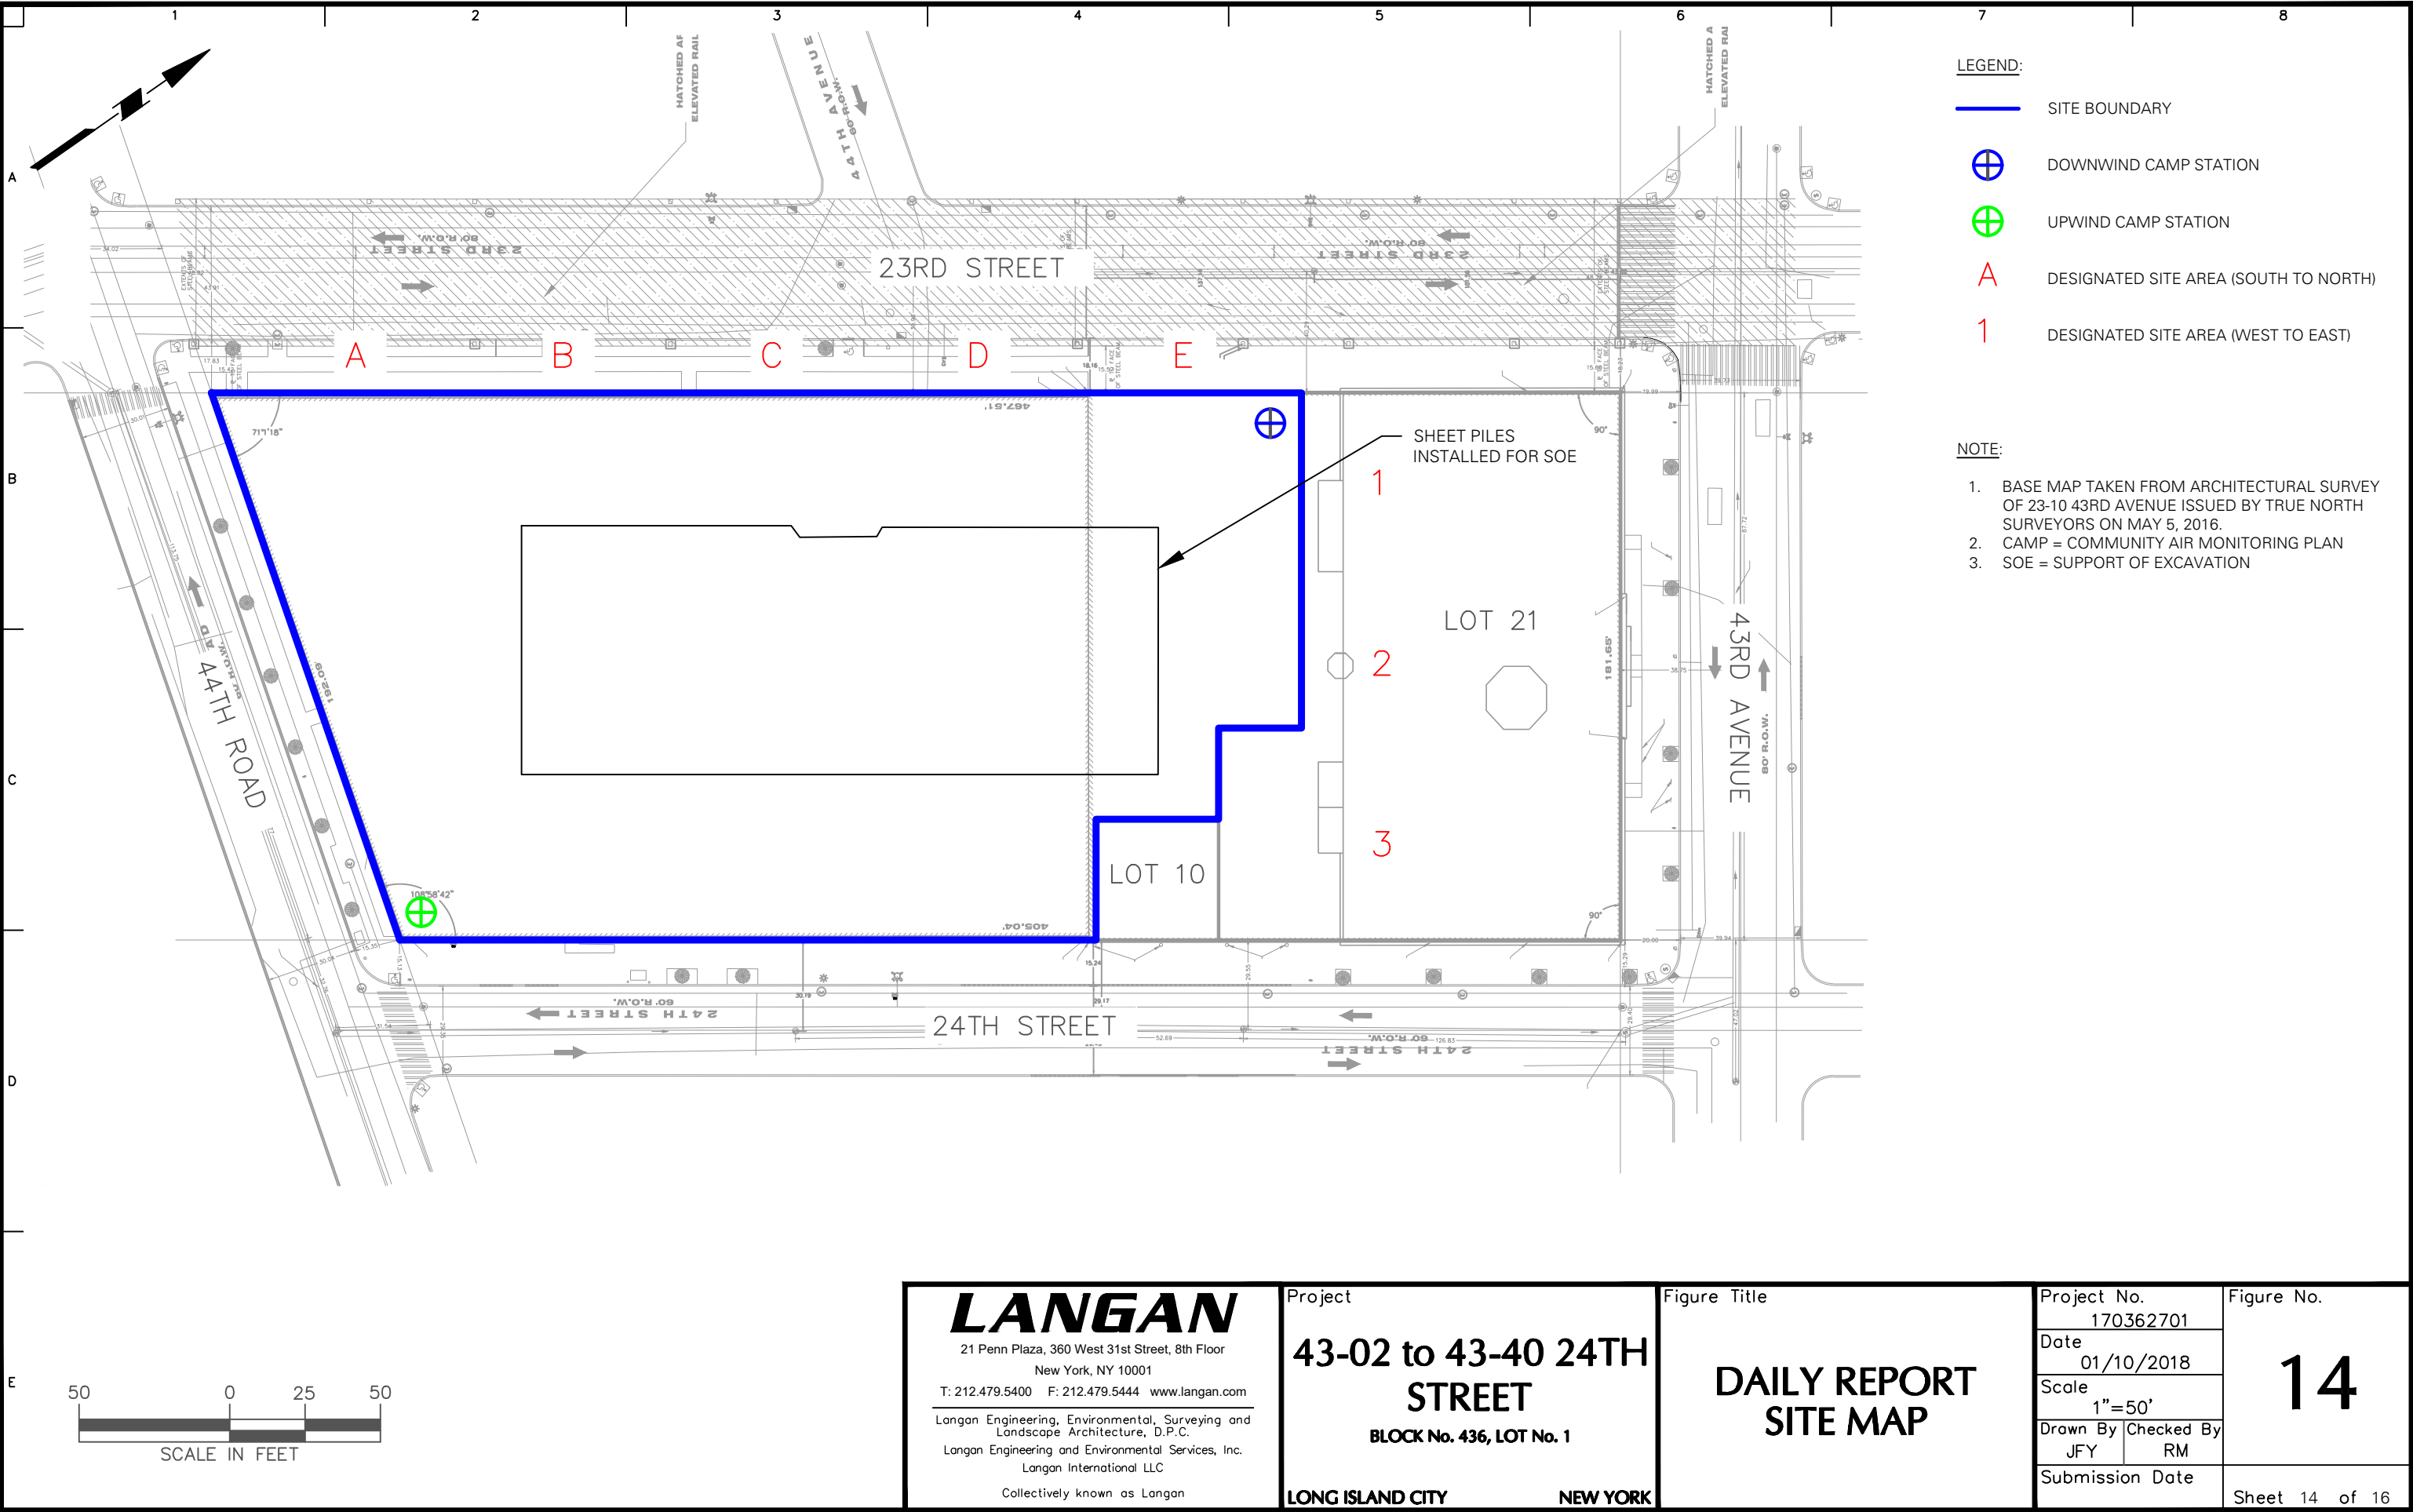 1 2 3 4 5 6 7 8
A
B
C
D
E
HATCHED
ELEVATED RAIL
44TH AVENUE
60' R.O.W.
HATCHED A
ELEVATED RAI
LEGEND:
SITE BOUNDARY
DOWNWIND CAMP STATION
UPWIND CAMP STATION
A DESIGNATED SITE AREA (SOUTH TO NORTH)
1 DESIGNATED SITE AREA (WEST TO EAST)
NOTE:
1. BASE MAP TAKEN FROM ARCHITECTURAL SURVEY
OF 23-10 43RD AVENUE ISSUED BY TRUE NORTH
SURVEYORS ON MAY 5, 2016.
2. CAMP = COMMUNITY AIR MONITORING PLAN
3. SOE = SUPPORT OF EXCAVATION
23RD STREET
80' R.O.W.
23RD STREET
23RD STREET
80' R.O.W.
A B C D E
467.51'
71°1'18"
90°
SHEET PILES
INSTALLED FOR SOE
1
2
3
LOT 21
181.65'
43RD AVENUE
80' R.O.W.
44TH ROAD
192.09
LOT 10
108°58'42"
405.04'
90°
24TH STREET
60' R.O.W.
24TH STREET
24TH STREET
60' R.O.W.
50 0 25 50
SCALE IN FEET
LANGAN
21 Penn Plaza, 360 West 31st Street, 8th Floor
New York, NY 10001
T: 212.479.5400 F: 212.479.5444 www.langan.com
Langan Engineering, Environmental, Surveying and
Landscape Architecture, D.P.C.
Langan Engineering and Environmental Services, Inc.
Langan International LLC
Collectively known as Langan
Project
43-02 to 43-40 24TH
STREET
BLOCK No. 436, LOT No. 1
LONG ISLAND CITY NEW YORK
Figure Title
DAILY REPORT
SITE MAP
Project No.
170362701
Date
01/10/2018
Scale
1"=50'
Drawn By Checked By
JFY RM
Submission Date
Figure No.
14
Sheet 14 of 16